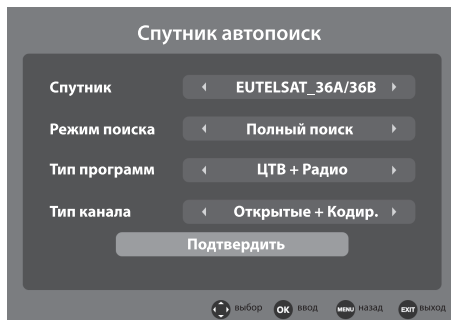 Спутник автопоиск
Спутник EUTELSAT_36A/36B
Режим поиска Полный поиск
Тип программ ЦТВ + Радио
Тип канала Открытые + Кодир.
Подтвердить
выбор OK ввод MENU назад EXIT выход